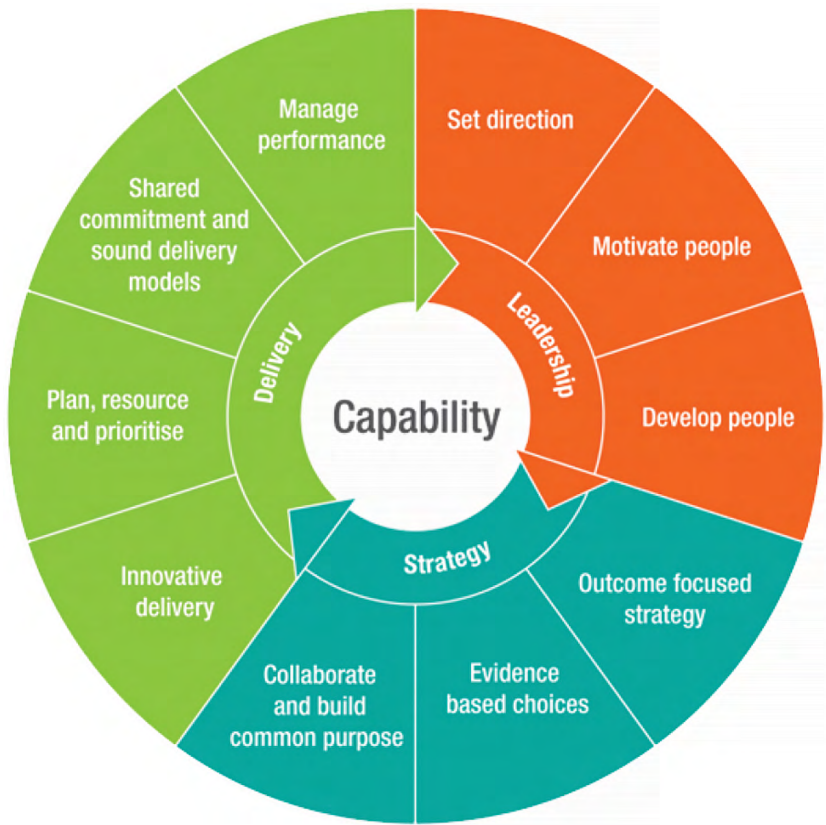 Manage
performance
Set direction
Shared
commitment and
sound delivery
models
Motivate people
Delivery
Leadership
Plan, resource
and prioritise
Capability
Develop people
Strategy
Innovative
delivery
Outcome focused
strategy
Collaborate
and build
common purpose
Evidence
based choices